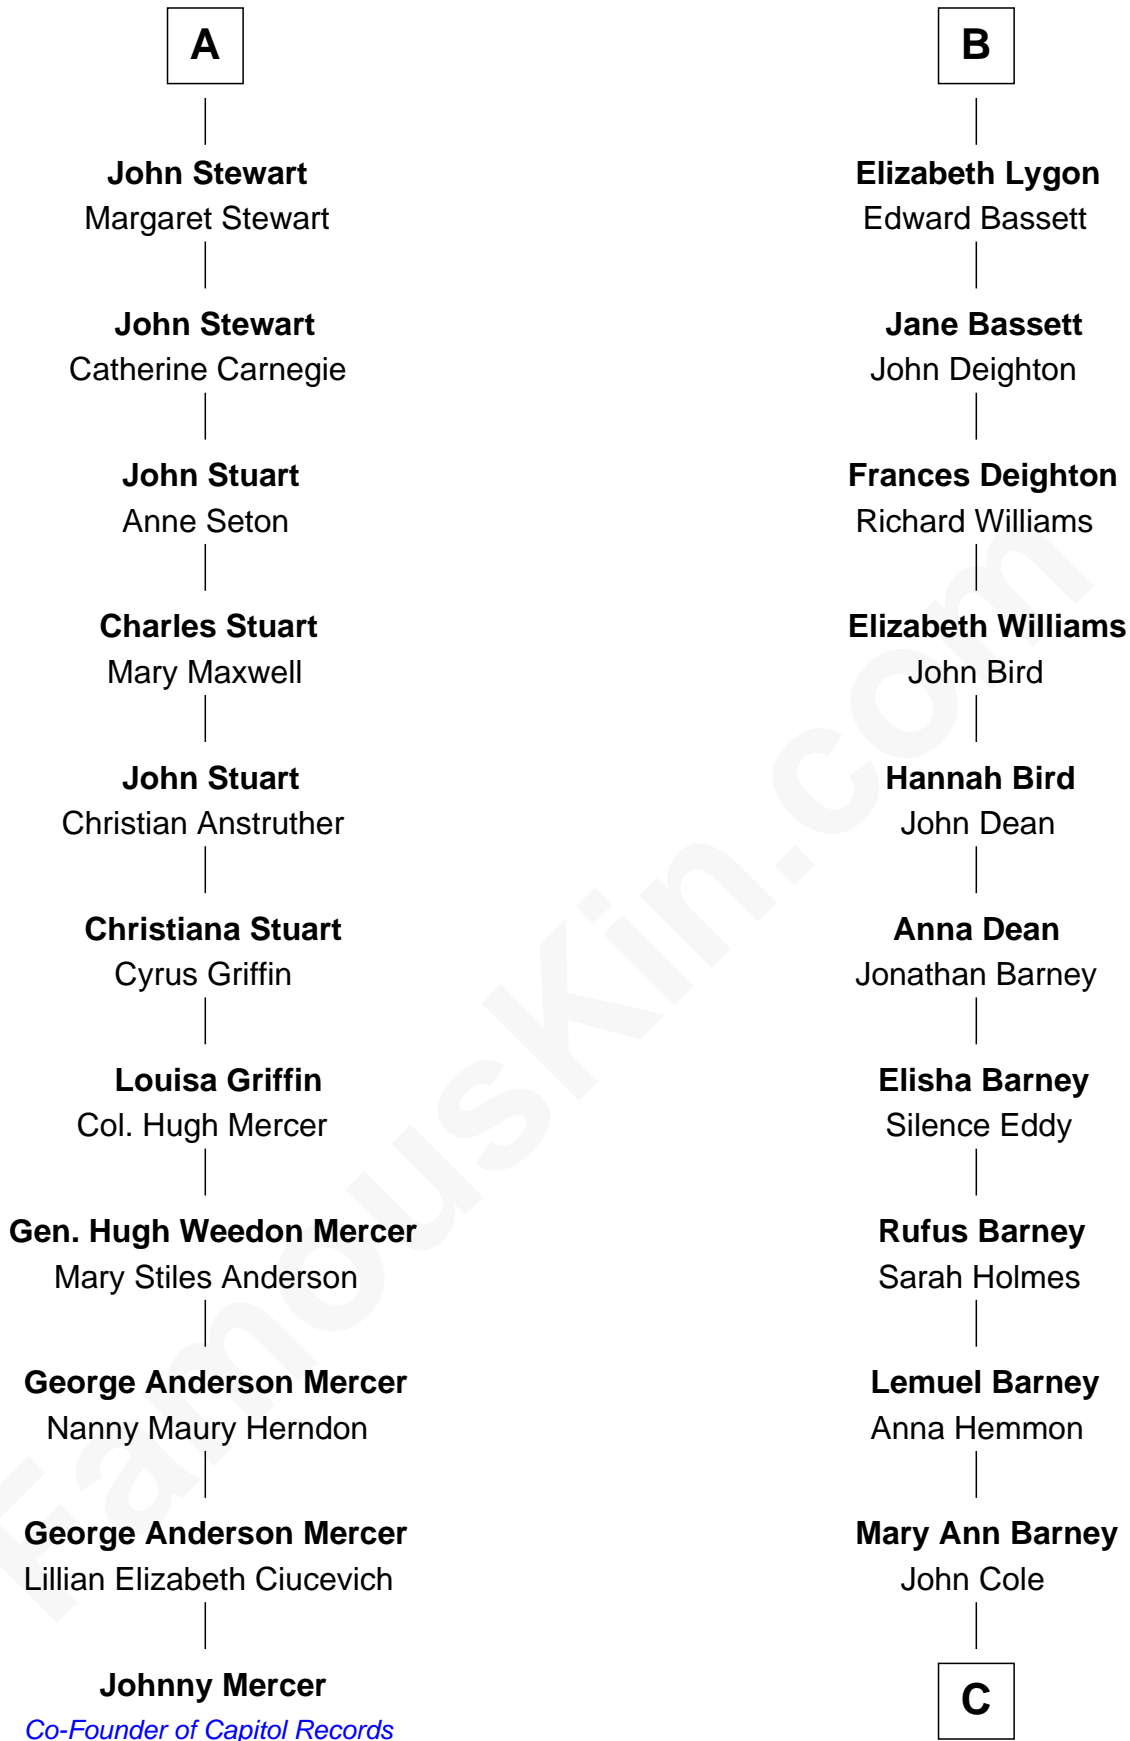 A
John Stewart
Margaret Stewart
John Stewart
Catherine Carnegie
John Stuart
Anne Seton
Charles Stuart
Mary Maxwell
John Stuart
Christian Anstruther
Christiana Stuart
Cyrus Griffin
Louisa Griffin
Col. Hugh Mercer
Gen. Hugh Weedon Mercer
Mary Stiles Anderson
George Anderson Mercer
Nanny Maury Herndon
George Anderson Mercer
Lillian Elizabeth Ciucevich
Johnny Mercer
Co-Founder of Capitol Records
B
Elizabeth Lygon
Edward Bassett
Jane Bassett
John Deighton
Frances Deighton
Richard Williams
Elizabeth Williams
John Bird
Hannah Bird
John Dean
Anna Dean
Jonathan Barney
Elisha Barney
Silence Eddy
Rufus Barney
Sarah Holmes
Lemuel Barney
Anna Hemmon
Mary Ann Barney
John Cole
C
FamousKin.com